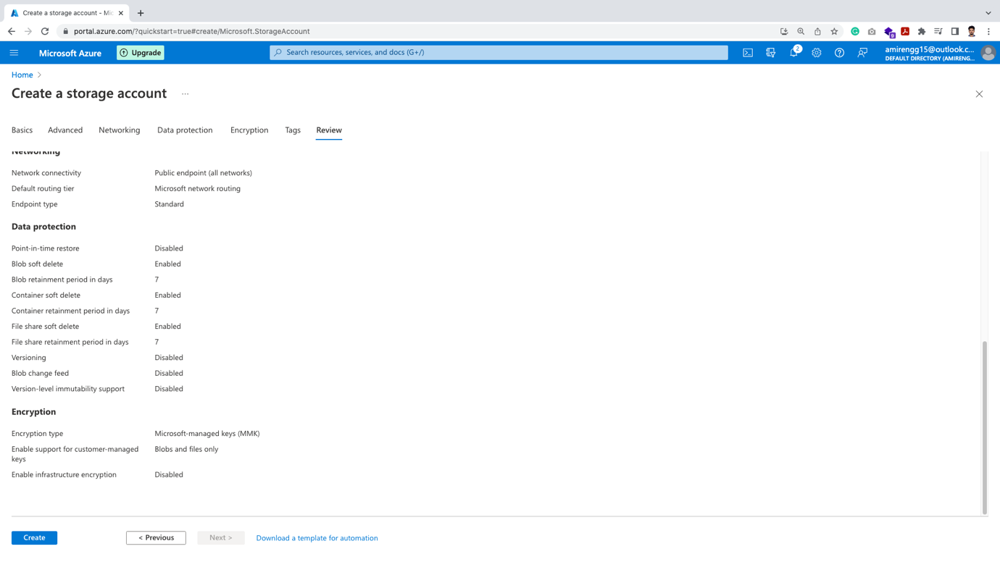 Create a storage account - Mic
portal.azure.com/?quickstart=true#create/Microsoft.StorageAccount
9
Microsoft Azure
Upgrade
Search resources, services, and docs (G+/)
2
amirengg15@outlook.c...
DEFAULT DIRECTORY (AMIRENG...
Home >
Create a storage account ...
Basics Advanced Networking Data protection Encryption Tags Review
Networking
Network connectivity Public endpoint (all networks)
Default routing tier Microsoft network routing
Endpoint type Standard
Data protection
Point-in-time restore Disabled
Blob soft delete Enabled
Blob retainment period in days 7
Container soft delete Enabled
Container retainment period in days 7
File share soft delete Enabled
File share retainment period in days 7
Versioning Disabled
Blob change feed Disabled
Version-level immutability support Disabled
Encryption
Encryption type Microsoft-managed keys (MMK)
Enable support for customer-managed Blobs and files only
keys
Enable infrastructure encryption Disabled
Create < Previous Next > Download a template for automation